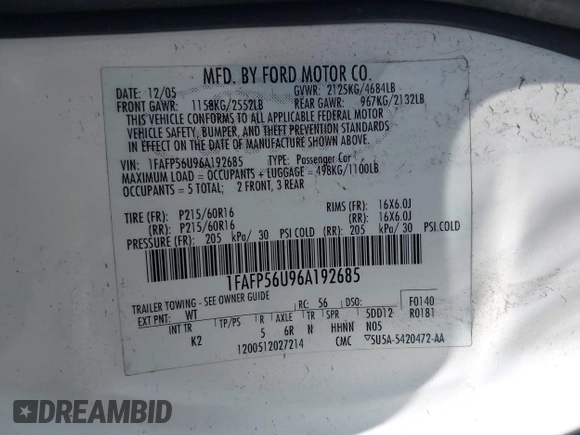 MFD. BY FORD MOTOR CO.
DATE: 12/05 GVWR: 2125KG/4684LB
FRONT GAWR: 1158KG/2552LB REAR GAWR: 967KG/2132LB
THIS VEHICLE CONFORMS TO ALL APPLICABLE FEDERAL MOTOR
VEHICLE SAFETY, BUMPER, AND THEFT PREVENTION STANDARDS
IN EFFECT ON THE DATE OF MANUFACTURE SHOWN ABOVE.
VIN: 1FAFP56U96A192685 TYPE: Passenger Car
MAXIMUM LOAD = OCCUPANTS + LUGGAGE = 498KG/1100LB
OCCUPANTS = 5 TOTAL; 2 FRONT, 3 REAR
TIRE (FR): P215/60R16 RIMS (FR): 16X6.0J
(RR): P215/60R16 (RR): 16X6.0J
PRESSURE (FR): 205 kPa/ 30 PSI COLD (RR): 205 kPa/ 30 PSI COLD
1FAFP56U96A192685
TRAILER TOWING - SEE OWNER GUIDE
EXT PNT: WT RC: 56 DSO: F0140
INT TR TP/PS R AXLE TR SPR 5DD12 R0181
K2 5 6R N HHNN N05
1200512027214 CMC ▽5U5A-5420472-AA
DREAMBID